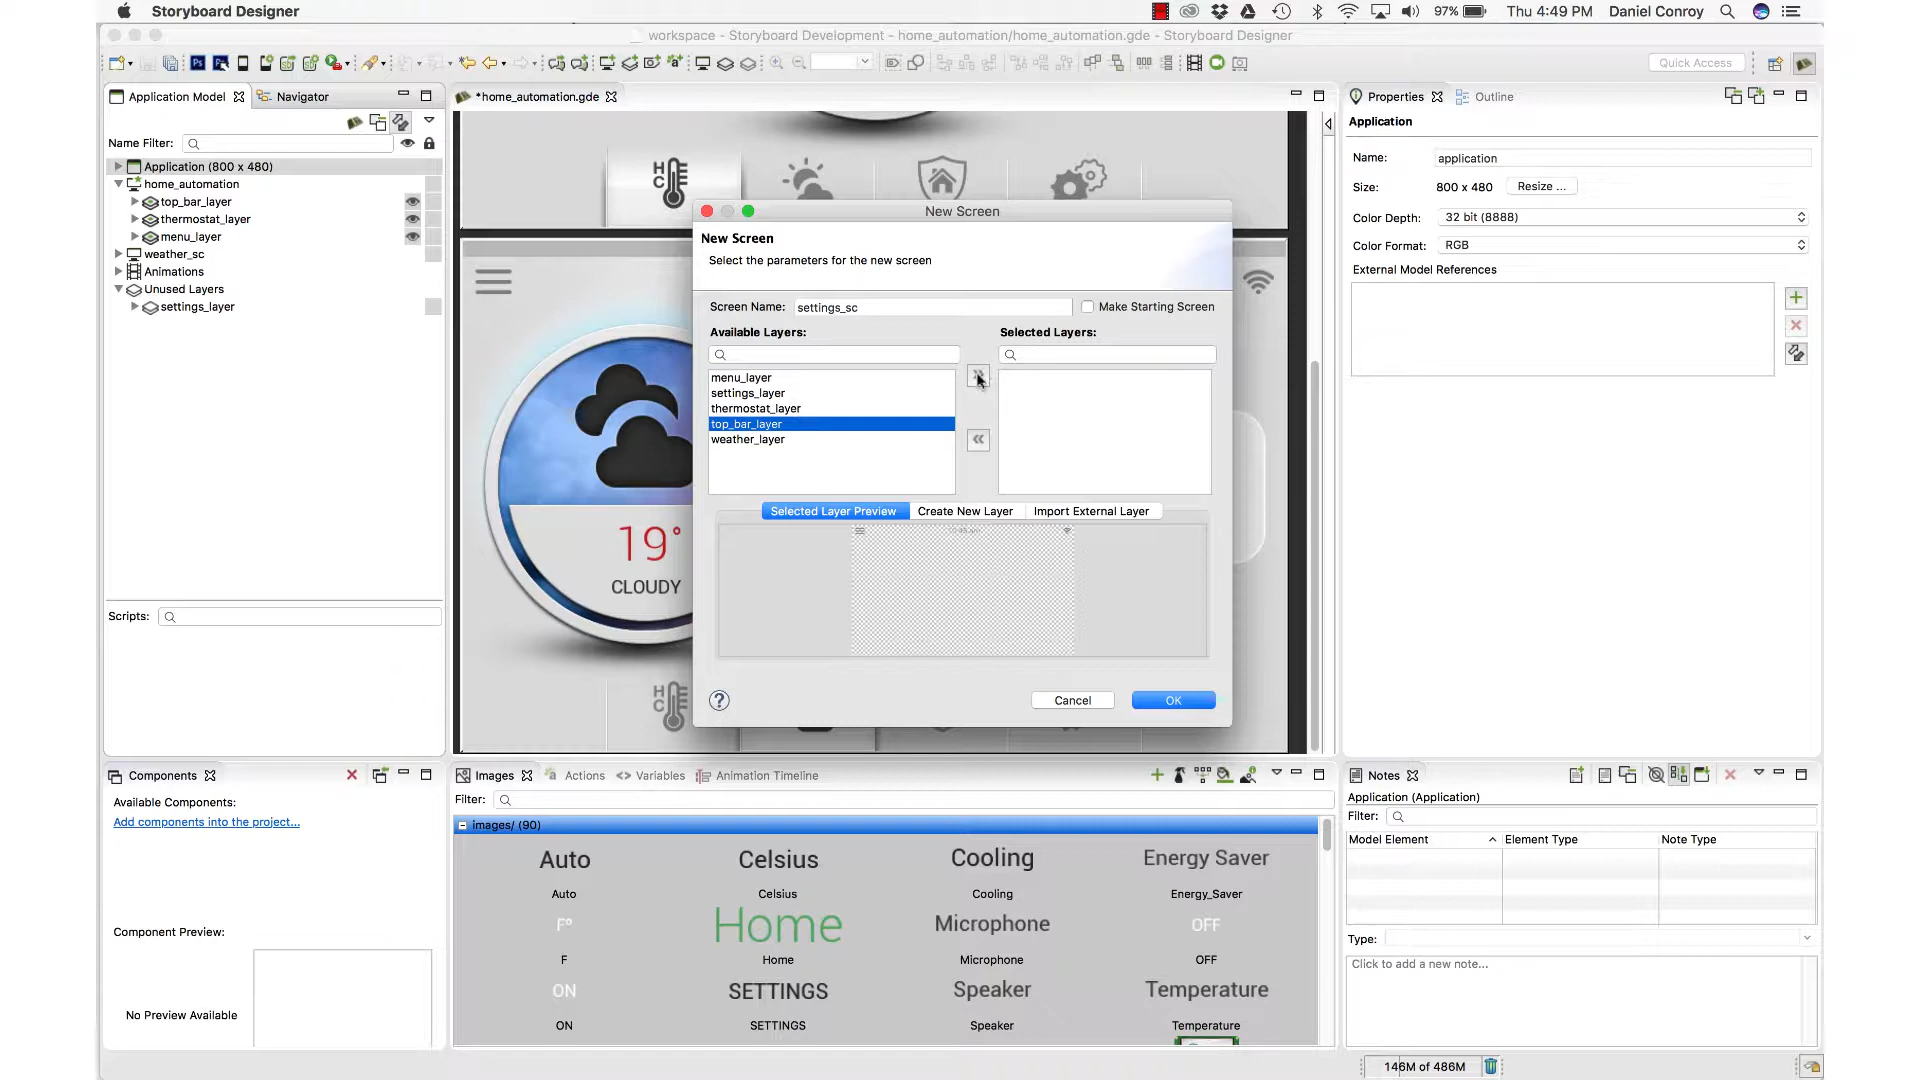 Storyboard Designer
97%
Thu 4:49 PM
Daniel Conroy
workspace - Storyboard Development - home_automation/home_automation.gde - Storyboard Designer
Quick Access
Application Model
Navigator
*home_automation.gde
Properties
Outline
Name Filter:
Application (800 x 480)
home_automation
top_bar_layer
thermostat_layer
menu_layer
weather_sc
Animations
Unused Layers
settings_layer
Scripts:
H
C
19°
CLOUDY
H
C
New Screen
New Screen
Select the parameters for the new screen
Screen Name:
settings_sc
Make Starting Screen
Available Layers:
Selected Layers:
menu_layer
settings_layer
thermostat_layer
top_bar_layer
weather_layer
Selected Layer Preview
Create New Layer
Import External Layer
Cancel
OK
Application
Name:
application
Size:
800 x 480
Resize ...
Color Depth:
32 bit (8888)
Color Format:
RGB
External Model References
Components
Available Components:
Add components into the project...
Component Preview:
No Preview Available
Images
Actions
Variables
Animation Timeline
Filter:
images/ (90)
Auto
Celsius
Cooling
Energy Saver
Auto
Celsius
Cooling
Energy_Saver
F°
Home
Microphone
OFF
F
Home
Microphone
OFF
ON
SETTINGS
Speaker
Temperature
ON
SETTINGS
Speaker
Temperature
Notes
Application (Application)
Filter:
Model Element
Element Type
Note Type
Type:
Click to add a new note...
146M of 486M